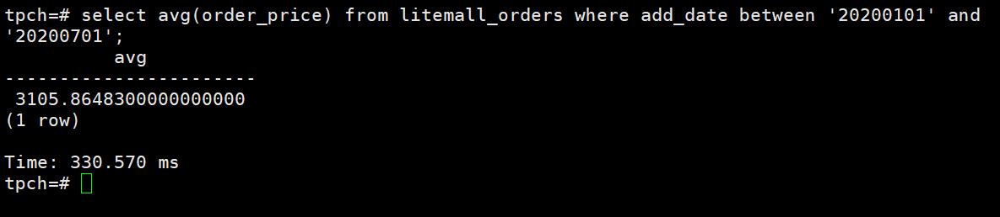 tpch=# select avg(order_price) from litemall_orders where add_date between '20200101' and
'20200701';
avg
-----------------------
3105.8648300000000000
(1 row)
Time: 330.570 ms
tpch=#